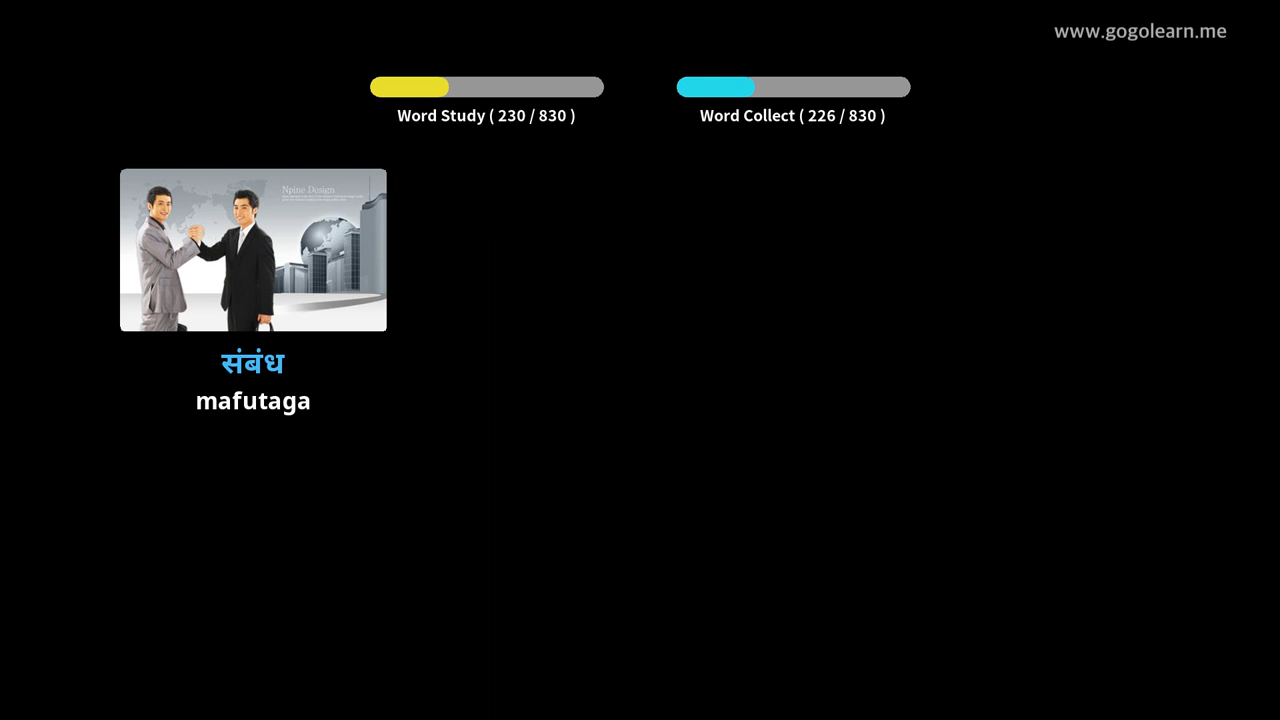 www.gogolearn.me
Word Study ( 230 / 830 )
Word Collect ( 226 / 830 )
Npine Design
संबंध
mafutaga